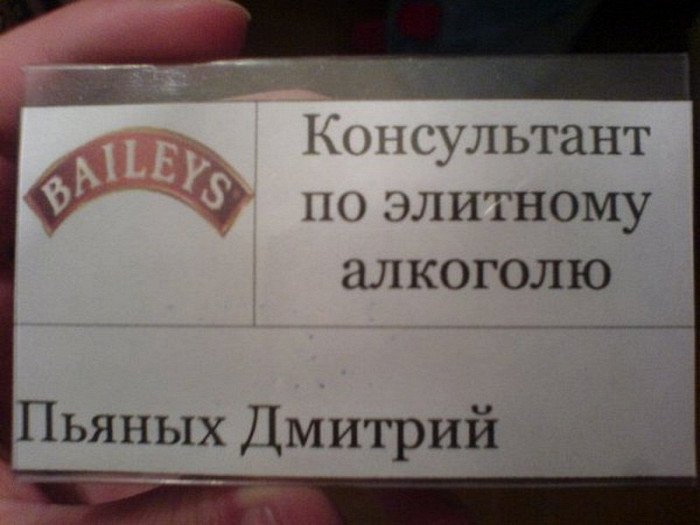 BAILEYS
Консультант
по элитному
алкоголю
Пьяных Дмитрий